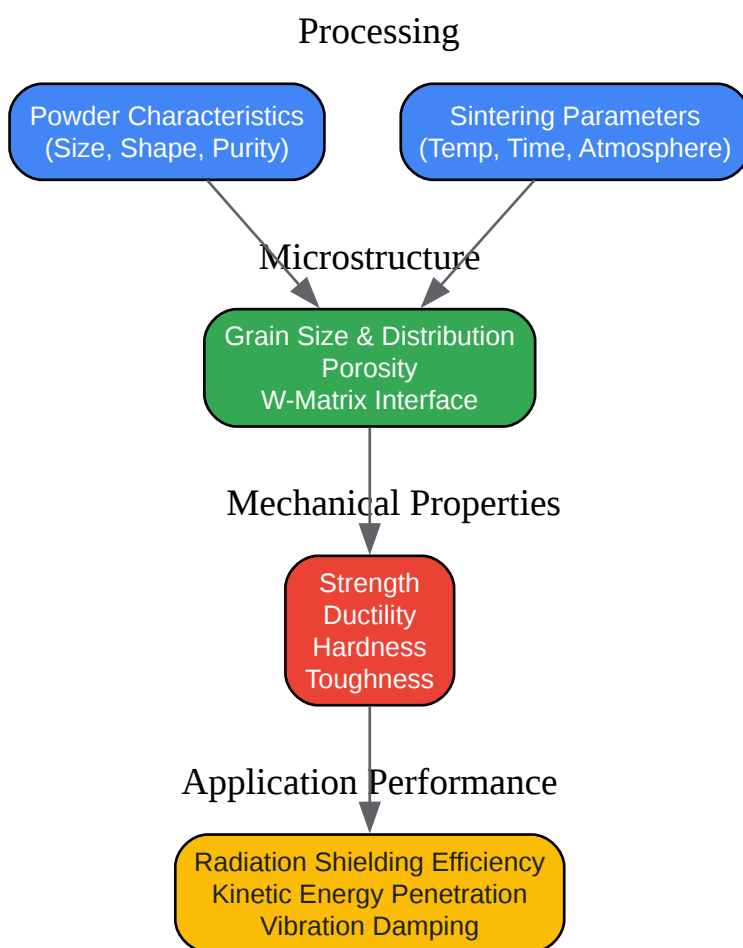 Processing
Powder Characteristics
(Size, Shape, Purity)
Sintering Parameters
(Temp, Time, Atmosphere)
Microstructure
Grain Size & Distribution
Porosity
W-Matrix Interface
Mechanical Properties
Strength
Ductility
Hardness
Toughness
Application Performance
Radiation Shielding Efficiency
Kinetic Energy Penetration
Vibration Damping